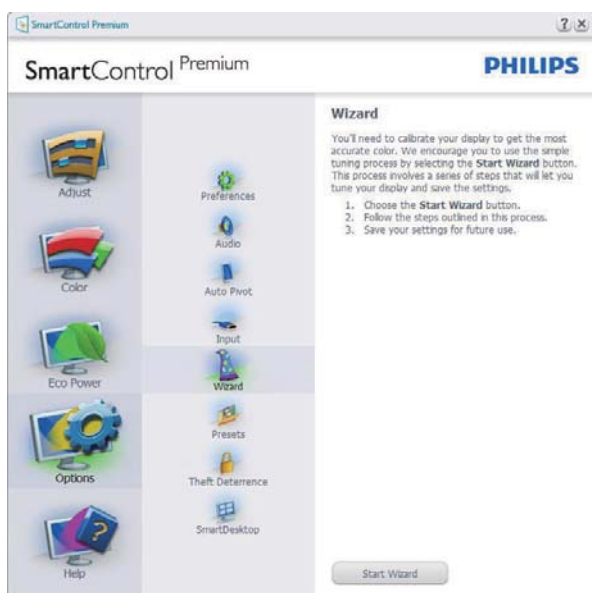 SmartControl Premium
SmartControl Premium
PHILIPS
Adjust
Color
Eco Power
Options
Help
Preferences
Audio
Auto Pivot
Input
Wizard
Presets
Theft Deterrence
SmartDesktop
Wizard
You'll need to calibrate your display to get the most
accurate color. We encourage you to use the simple
tuning process by selecting the Start Wizard button.
This process involves a series of steps that will let you
tune your display and save the settings.
1. Choose the Start Wizard button.
2. Follow the steps outlined in this process.
3. Save your settings for future use.
Start Wizard